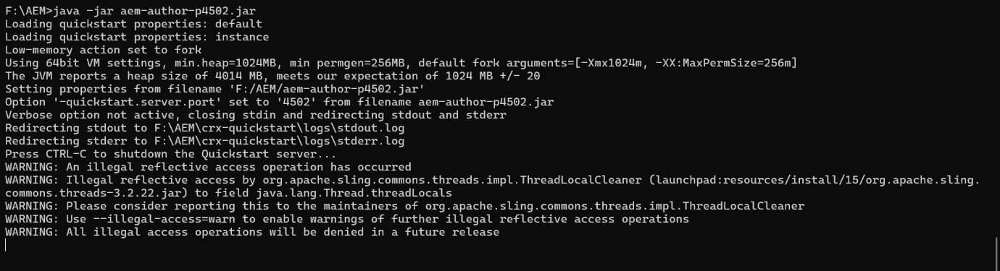 F:\AEM>java -jar aem-author-p4502.jar
Loading quickstart properties: default
Loading quickstart properties: instance
Low-memory action set to fork
Using 64bit VM settings, min.heap=1024MB, min permgen=256MB, default fork arguments=[-Xmx1024m, -XX:MaxPermSize=256m]
The JVM reports a heap size of 4014 MB, meets our expectation of 1024 MB +/- 20
Setting properties from filename 'F:/AEM/aem-author-p4502.jar'
Option '-quickstart.server.port' set to '4502' from filename aem-author-p4502.jar
Verbose option not active, closing stdin and redirecting stdout and stderr
Redirecting stdout to F:\AEM\crx-quickstart\logs\stdout.log
Redirecting stderr to F:\AEM\crx-quickstart\logs\stderr.log
Press CTRL-C to shutdown the Quickstart server...
WARNING: An illegal reflective access operation has occurred
WARNING: Illegal reflective access by org.apache.sling.commons.threads.impl.ThreadLocalCleaner (launchpad:resources/install/15/org.apache.sling.
commons.threads-3.2.22.jar) to field java.lang.Thread.threadLocals
WARNING: Please consider reporting this to the maintainers of org.apache.sling.commons.threads.impl.ThreadLocalCleaner
WARNING: Use --illegal-access=warn to enable warnings of further illegal reflective access operations
WARNING: All illegal access operations will be denied in a future release